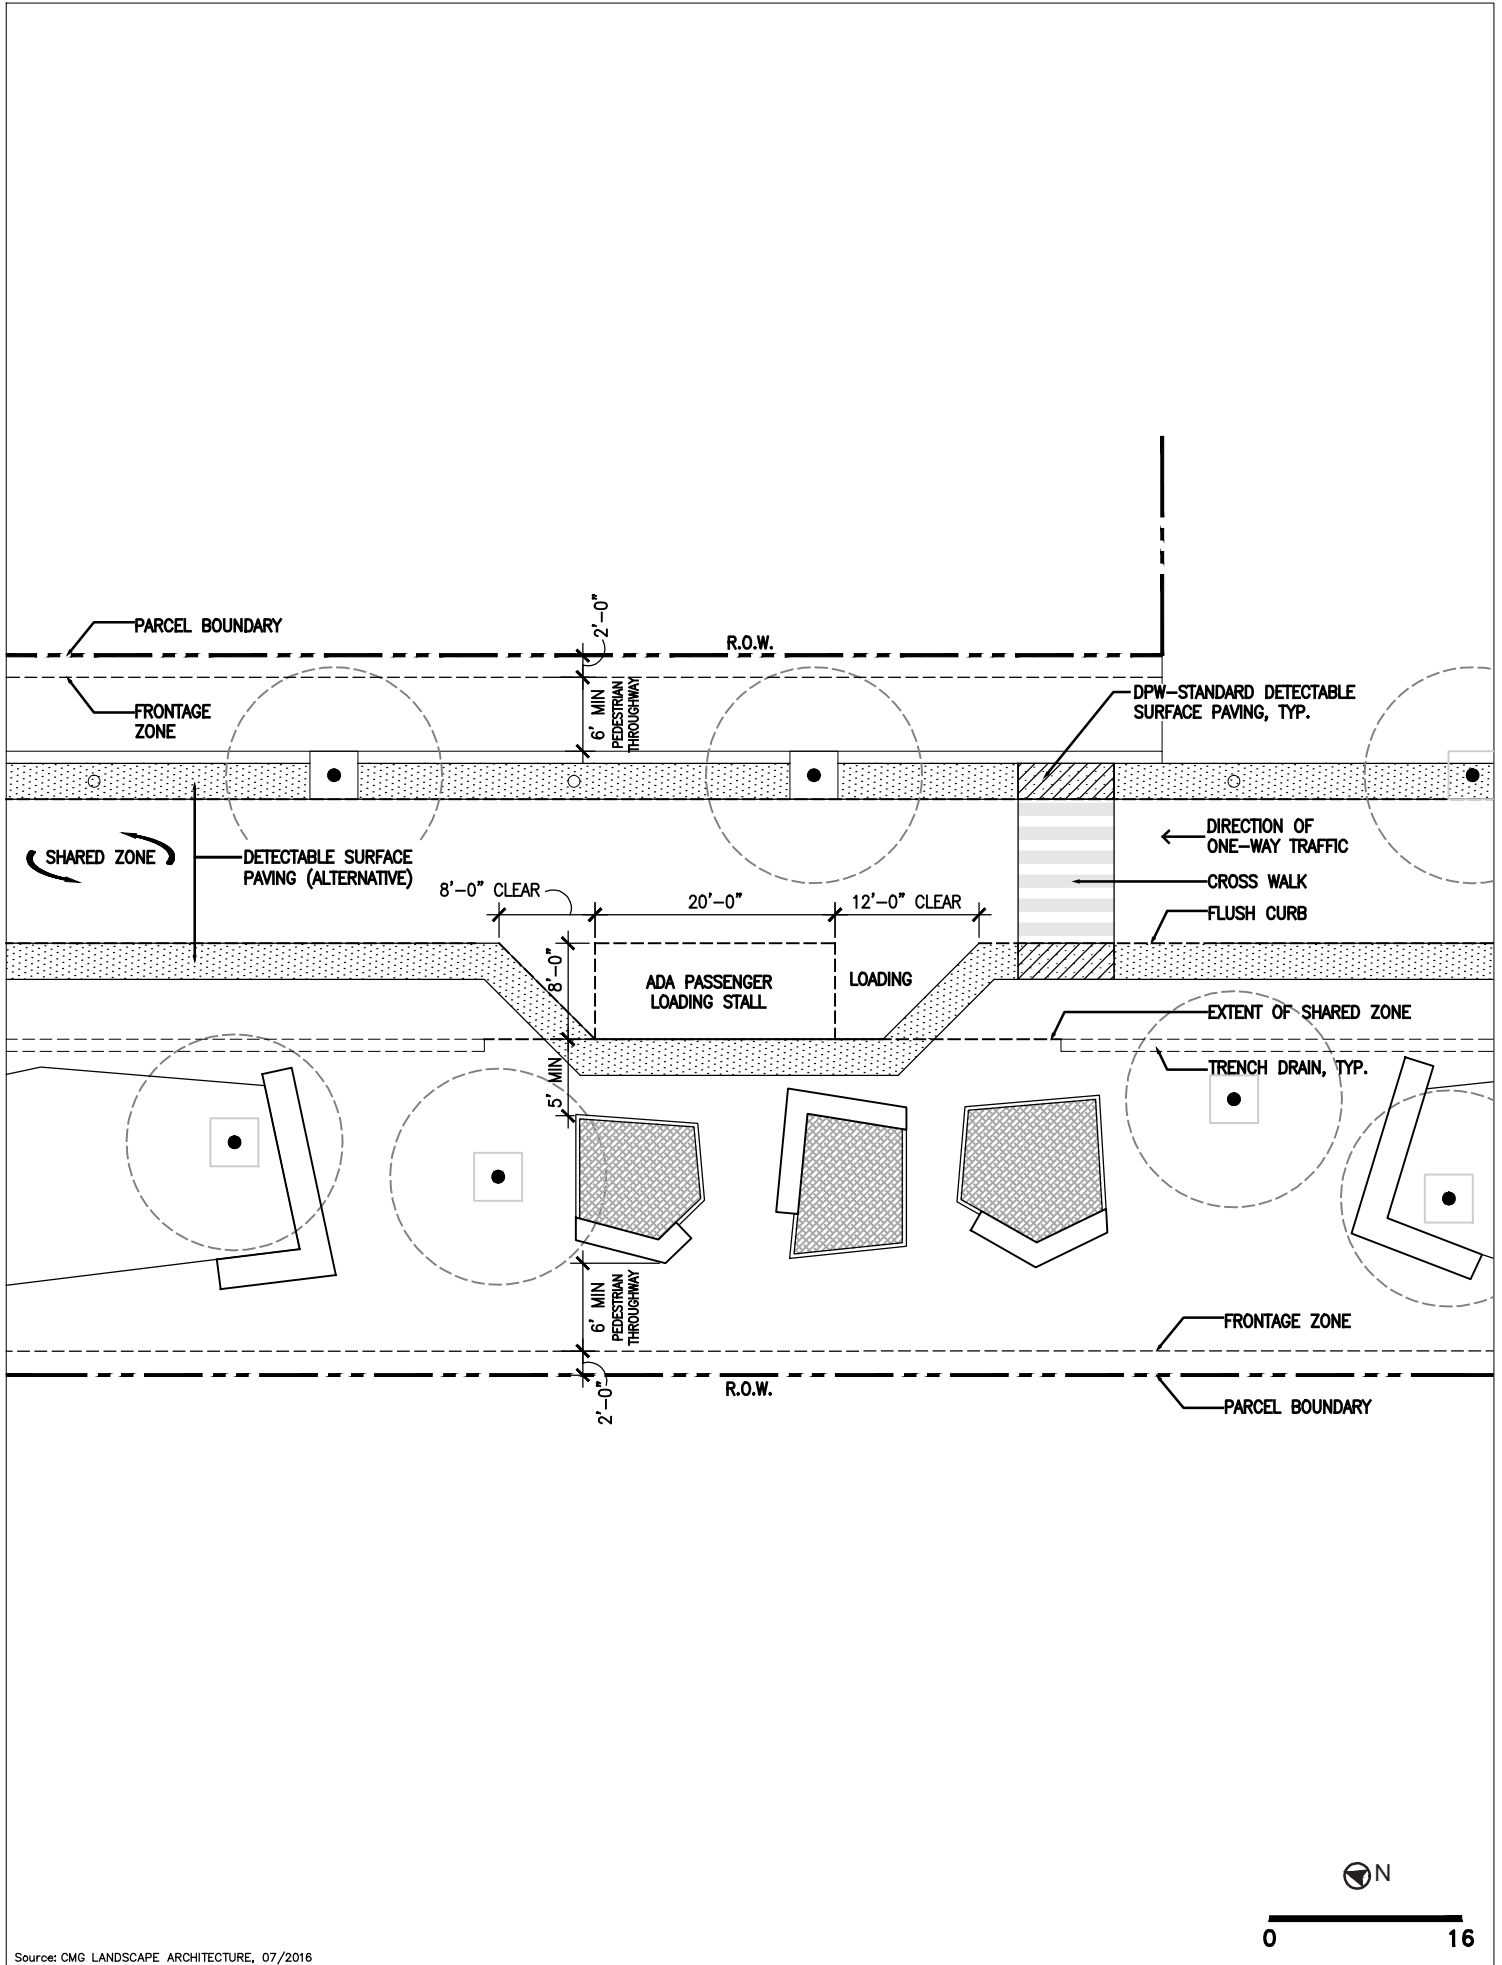 2'-0"
PARCEL BOUNDARY
R.O.W.
6' MIN
PEDESTRIAN
THROUGHWAY
DPW-STANDARD DETECTABLE
SURFACE PAVING, TYP.
FRONTAGE
ZONE
DIRECTION OF
ONE-WAY TRAFFIC
SHARED ZONE
DETECTABLE SURFACE
PAVING (ALTERNATIVE)
CROSS WALK
8'-0" CLEAR
20'-0"
12'-0" CLEAR
FLUSH CURB
8'-0"
ADA PASSENGER
LOADING STALL
LOADING
EXTENT OF SHARED ZONE
5' MIN
TRENCH DRAIN, TYP.
6' MIN
PEDESTRIAN
THROUGHWAY
FRONTAGE ZONE
2'-0"
R.O.W.
PARCEL BOUNDARY
N
0 16
Source: CMG LANDSCAPE ARCHITECTURE, 07/2016